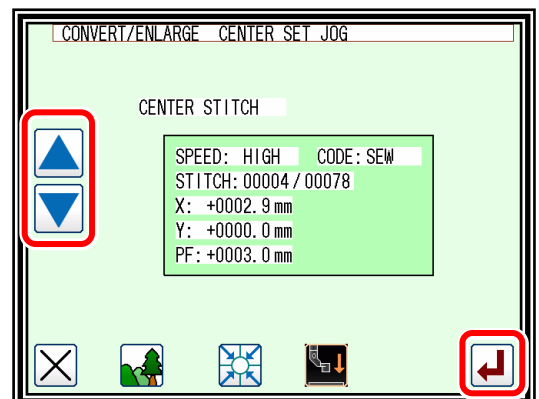 CONVERT/ENLARGE CENTER SET JOG
CENTER STITCH
SPEED: HIGH CODE: SEW
STITCH: 00004/00078
X: +0002.9 mm
Y: +0000.0 mm
PF: +0003.0 mm